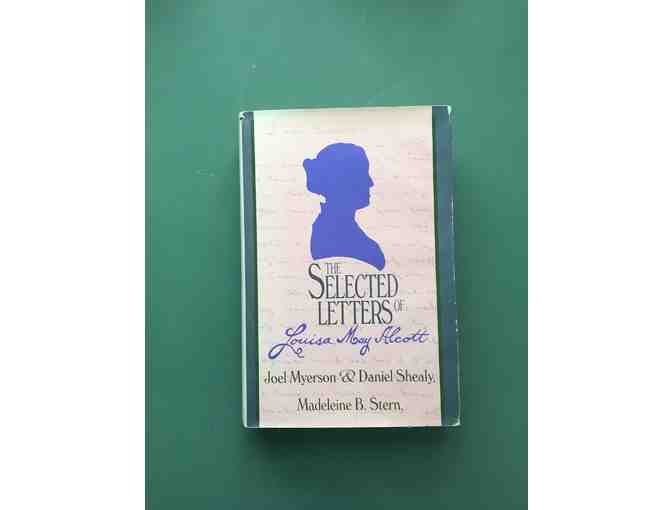 THE
SELECTED
LETTERS OF
Louisa May Alcott
Joel Myerson & Daniel Shealy,
Madeleine B. Stern,